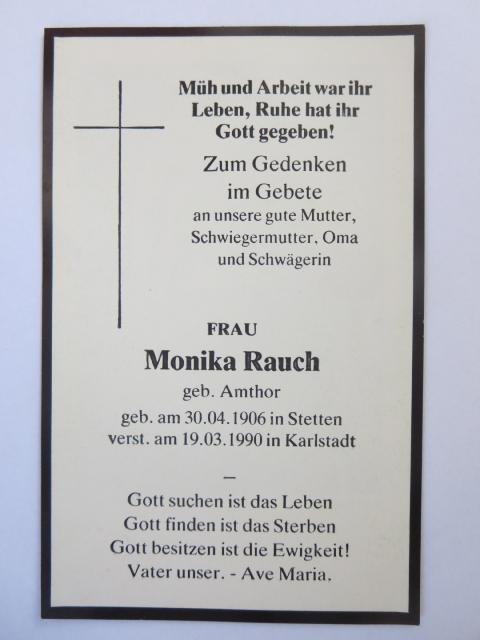 Müh und Arbeit war ihr
Leben, Ruhe hat ihr
Gott gegeben!
Zum Gedenken
im Gebete
an unsere gute Mutter,
Schwiegermutter, Oma
und Schwägerin
FRAU
Monika Rauch
geb. Amthor
geb. am 30.04.1906 in Stetten
verst. am 19.03.1990 in Karlstadt
–
Gott suchen ist das Leben
Gott finden ist das Sterben
Gott besitzen ist die Ewigkeit!
Vater unser. - Ave Maria.